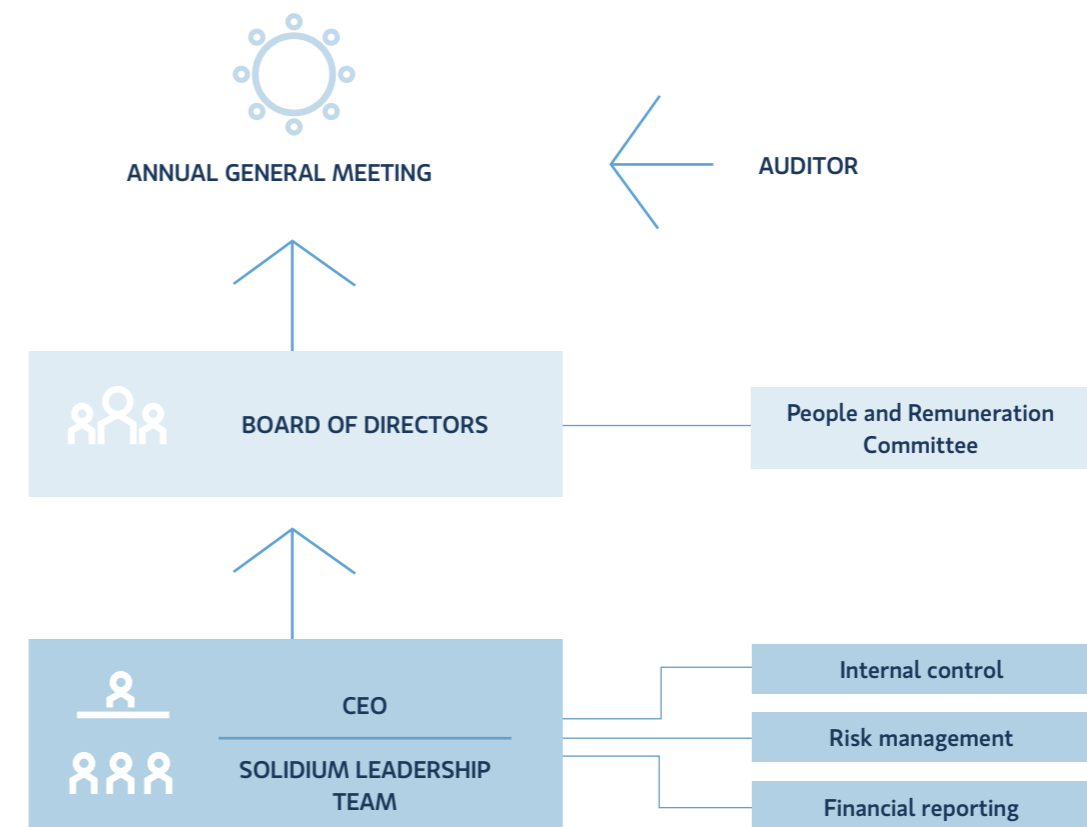 ANNUAL GENERAL MEETING
AUDITOR
BOARD OF DIRECTORS
People and Remuneration
Committee
CEO
SOLIDIUM LEADERSHIP
TEAM
Internal control
Risk management
Financial reporting